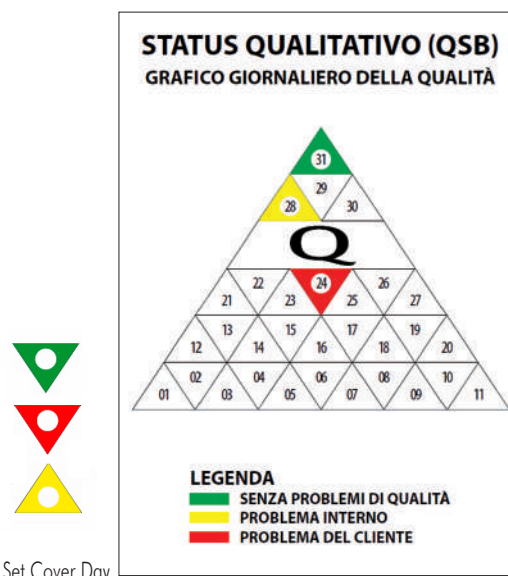 STATUS QUALITATIVO (QSB)
GRAFICO GIORNALIERO DELLA QUALITÀ
31
29
28 30
Q
22 24 26
21 23 25 27
13 15 17 19
12 14 16 18 20
02 04 06 08 10
01 03 05 07 09 11
LEGENDA
SENZA PROBLEMI DI QUALITÀ
PROBLEMA INTERNO
PROBLEMA DEL CLIENTE
Set Cover Day